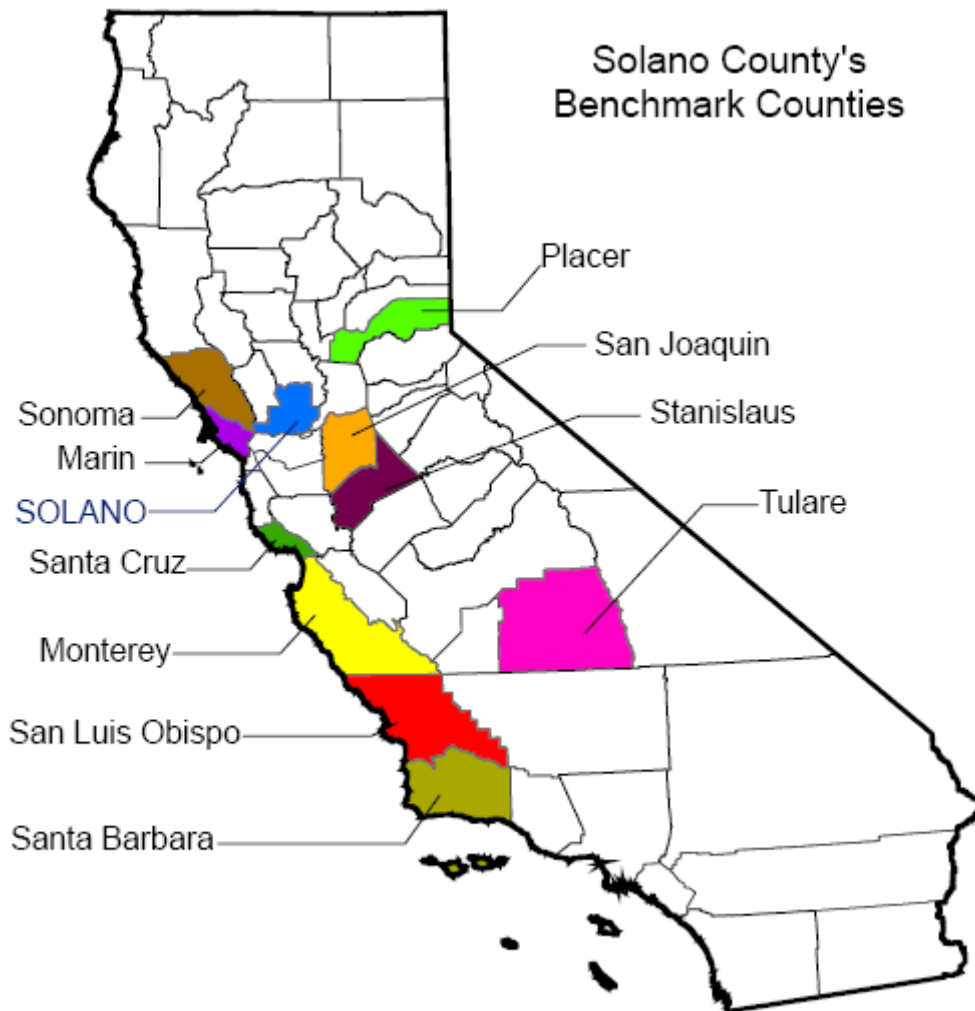 Solano County's
Benchmark Counties
Placer
San Joaquin
Stanislaus
Tulare
Sonoma
Marin
SOLANO
Santa Cruz
Monterey
San Luis Obispo
Santa Barbara